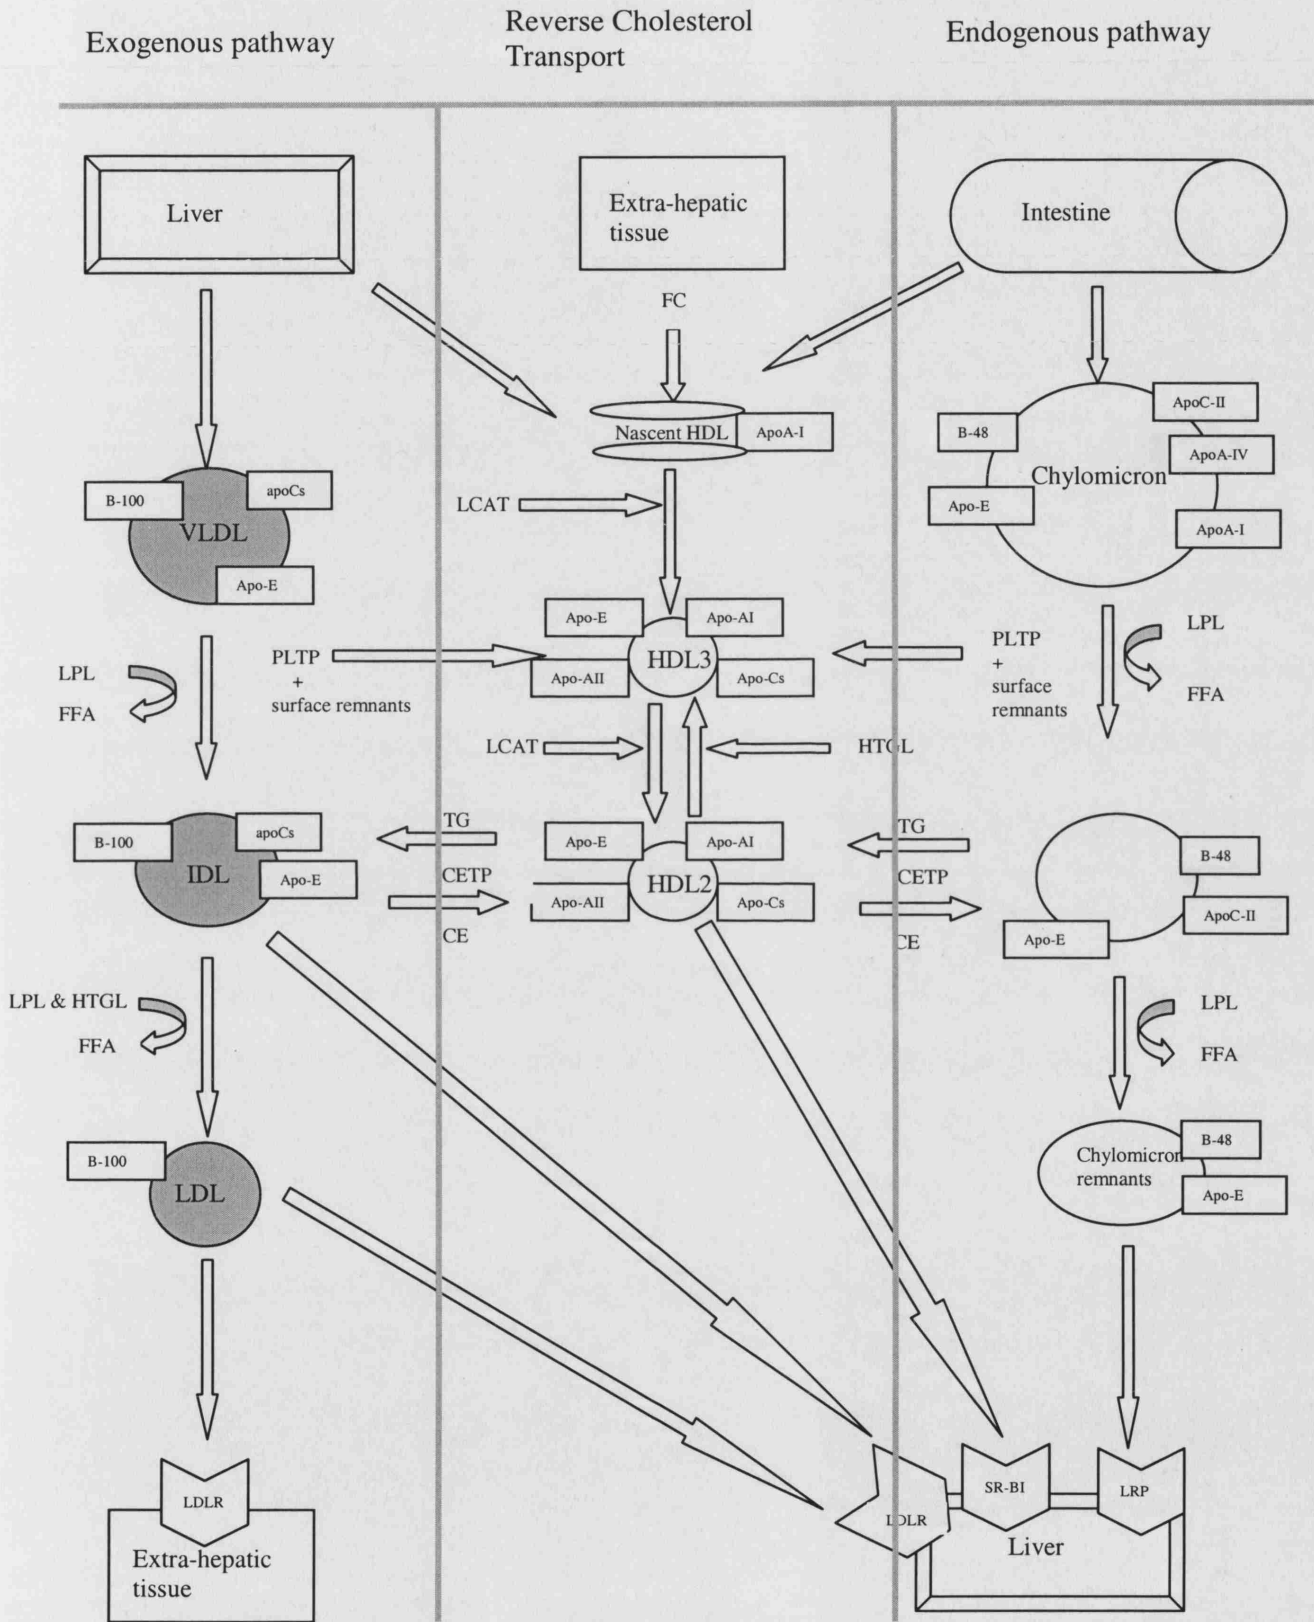 Exogenous pathway
Reverse Cholesterol
Transport
Endogenous pathway
Liver
B-100
apoCs
VLDL
Apo-E
LPL
FFA
PLTP
+
surface remnants
B-100
apoCs
IDL
Apo-E
LPL & HTGL
FFA
B-100
LDL
LDLR
Extra-hepatic
tissue
Extra-hepatic
tissue
FC
Nascent HDL
ApoA-I
LCAT
Apo-E
Apo-AI
HDL3
Apo-AII
Apo-Cs
LCAT
HTGL
TG
CETP
CE
Apo-E
Apo-AI
HDL2
Apo-AII
Apo-Cs
TG
CETP
CE
Intestine
ApoC-II
B-48
ApoA-IV
Chylomicron
Apo-E
ApoA-I
PLTP
+
surface
remnants
LPL
FFA
B-48
ApoC-II
Apo-E
LPL
FFA
B-48
Chylomicron
remnants
Apo-E
LDLR
SR-BI
LRP
Liver